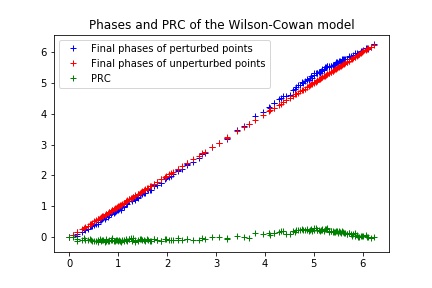 Phases and PRC of the Wilson-Cowan model
Final phases of perturbed points
Final phases of unperturbed points
PRC
6
5
4
3
2
1
0
0 1 2 3 4 5 6